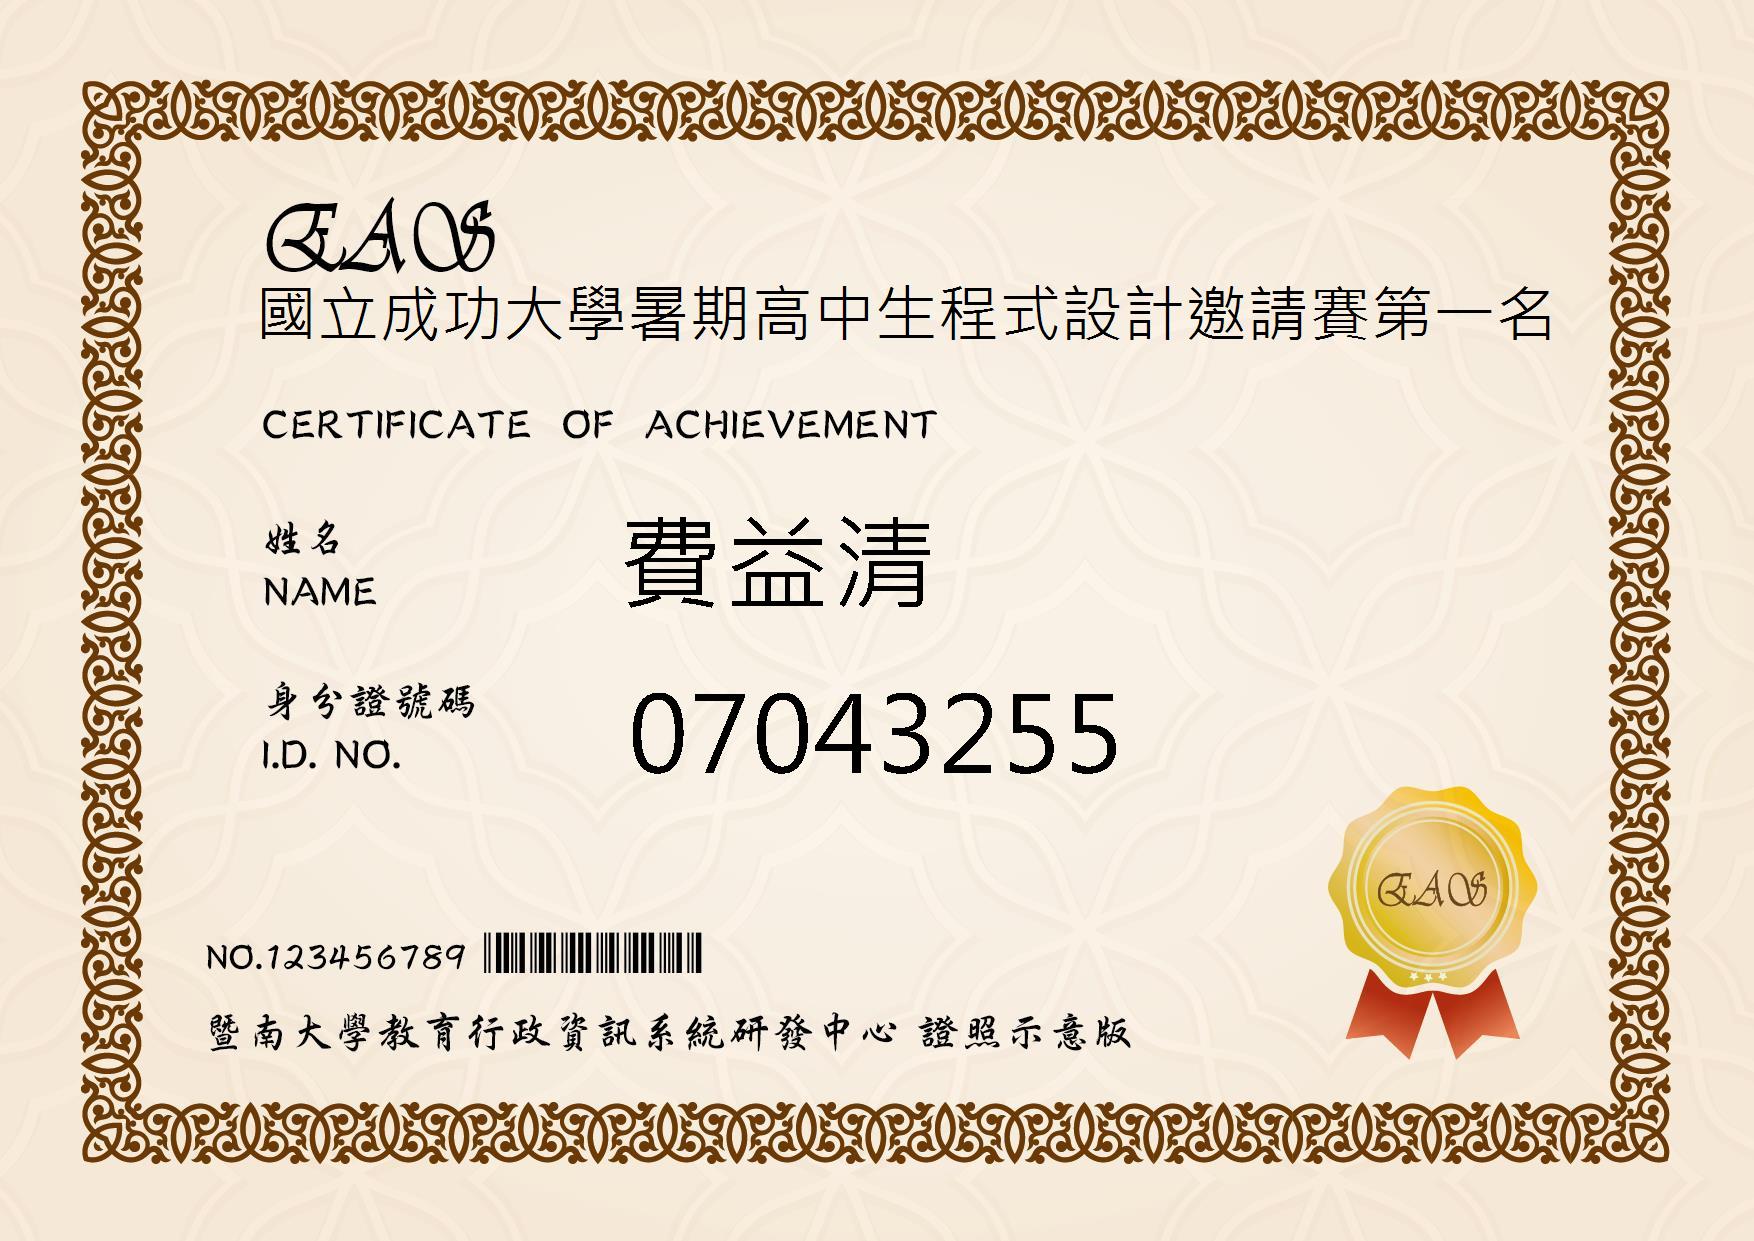 EAS
國立成功大學暑期高中生程式設計邀請賽第一名
CERTIFICATE OF ACHIEVEMENT
姓名
NAME
費益清
身分證號碼
I.D. NO.
07043255
EAS
NO.123456789
暨南大學教育行政資訊系統研發中心 證照示意版